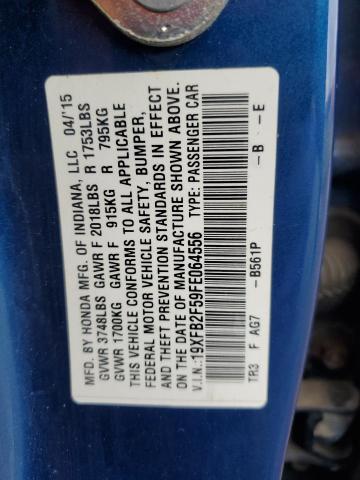 MFD. BY HONDA MFG. OF INDIANA, LLC 04/'15
GVWR 3748LBS GAWR F 2018LBS R 1753LBS
GVWR 1700KG GAWR F 915KG R 795KG
THIS VEHICLE CONFORMS TO ALL APPLICABLE
FEDERAL MOTOR VEHICLE SAFETY, BUMPER,
AND THEFT PREVENTION STANDARDS IN EFFECT
ON THE DATE OF MANUFACTURE SHOWN ABOVE.
V.I.N.:19XFB2F59FE064556 TYPE: PASSENGER CAR
TR3 F AG7 -B561P -B -E